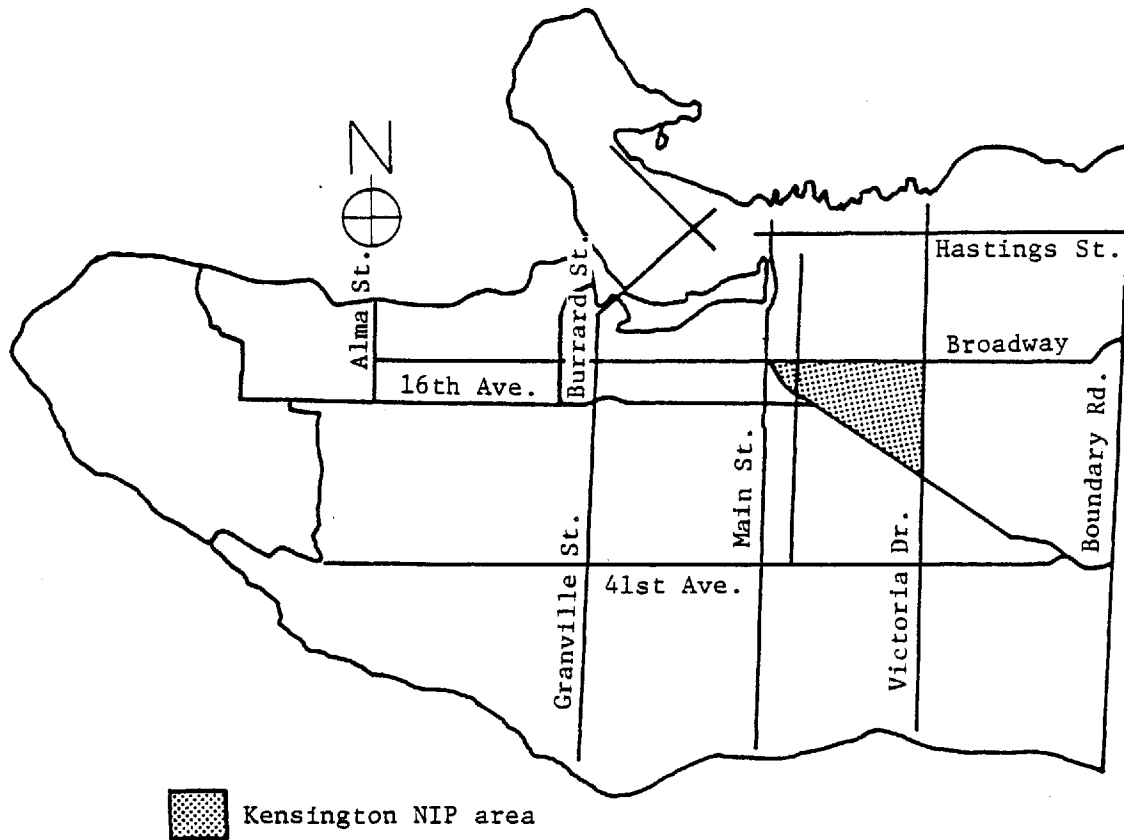 N
Alma St.
Burrard St.
Hastings St.
Broadway
16th Ave.
Boundary Rd.
Main St.
Granville St.
41st Ave.
Victoria Dr.
Kensington NIP area